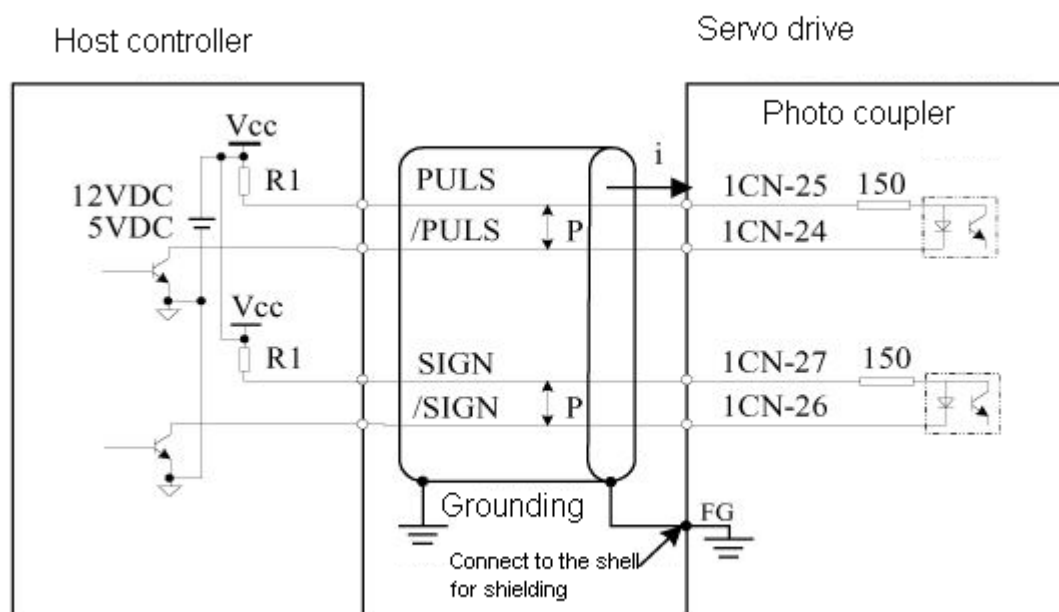 Host controller
Servo drive
Photo coupler
Vcc
R1
12VDC
5VDC
PULS
/PULS
P
i
1CN-25
150
1CN-24
Vcc
R1
SIGN
/SIGN
P
1CN-27
150
1CN-26
Grounding
FG
Connect to the shell
for shielding